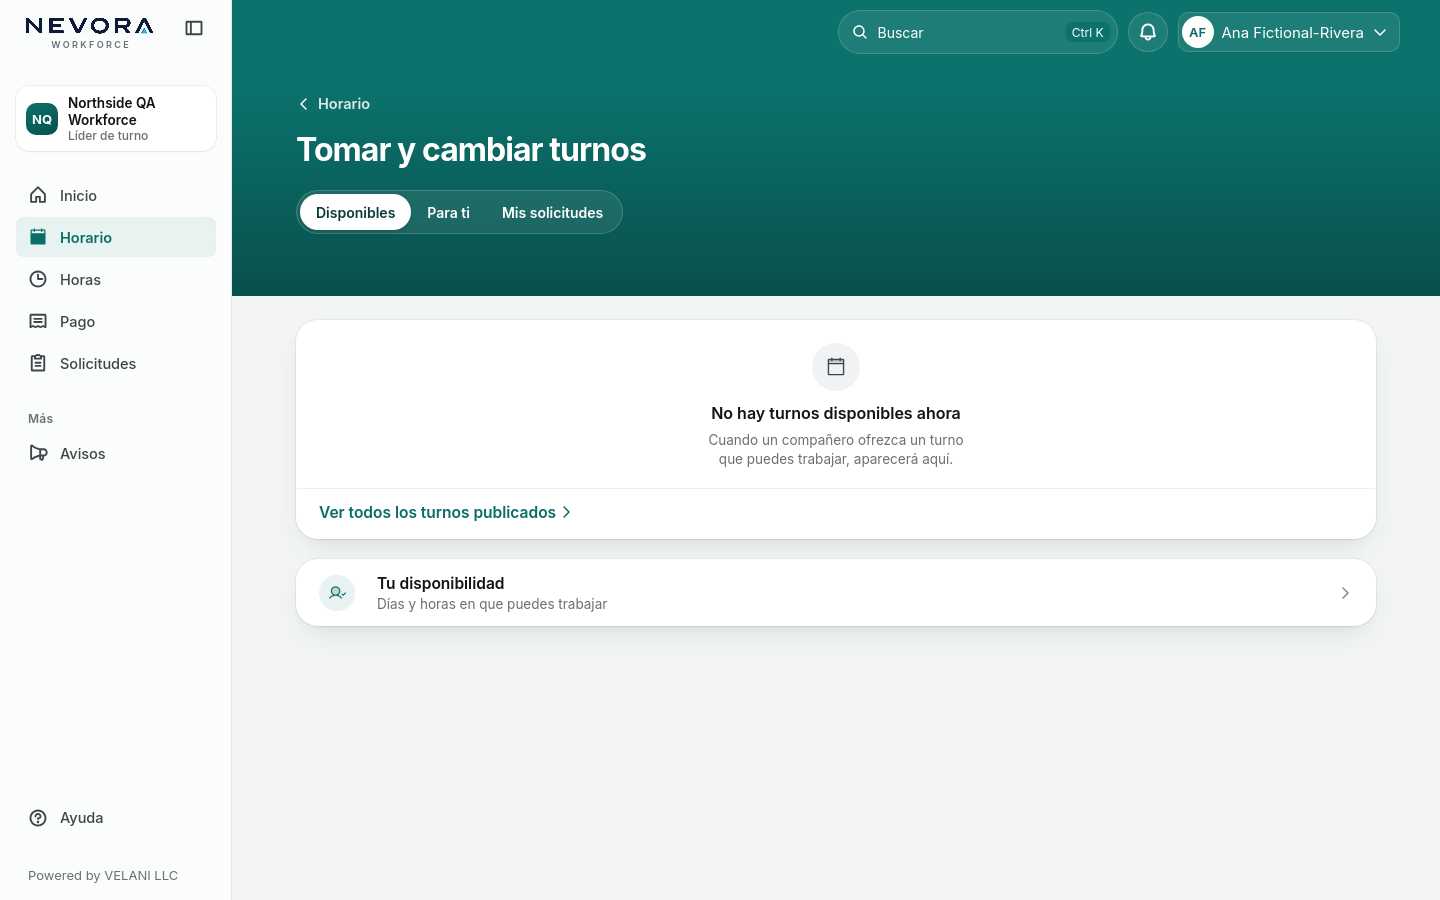 NEVORA
WORKFORCE
Buscar
Ctrl K
AF
Ana Fictional-Rivera
NQ
Northside QA
Workforce
Líder de turno
Inicio
Horario
Horas
Pago
Solicitudes
Más
Avisos
Ayuda
Powered by VELANI LLC
Horario
Tomar y cambiar turnos
Disponibles
Para ti
Mis solicitudes
No hay turnos disponibles ahora
Cuando un compañero ofrezca un turno
que puedes trabajar, aparecerá aquí.
Ver todos los turnos publicados
Tu disponibilidad
Días y horas en que puedes trabajar